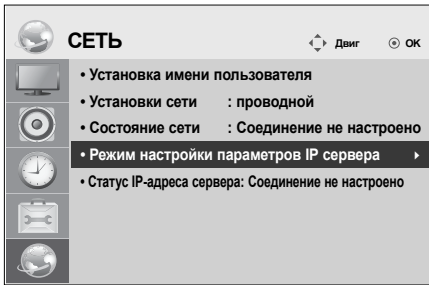 СЕТЬ
Двиг
ОК
• Установка имени пользователя
• Установки сети : проводной
• Состояние сети : Соединение не настроено
• Режим настройки параметров IP сервера
• Статус IP-адреса сервера: Соединение не настроено